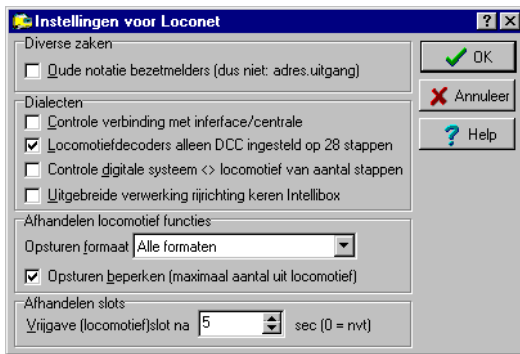 Instellingen voor Loconet
Diverse zaken
Oude notatie bezetmelders (dus niet: adres.uitgang)
Dialecten
Controle verbinding met inferface/centrale
Locomotiefdecoders alleen DCC ingesteld op 28 stappen
Controle digitale systeem <> locomotief van aantal stappen
Uitgebreide verwerking rijrichting keren Intellibox
Afhandelen locomotief functies
Opsturen formaat Alle formaten
Opsturen beperken (maximaal aantal uit locomotief)
Afhandelen slots
Vrijgave (locomotief)slot na 5 sec (0 = nvt)
OK
Annuleer
Help